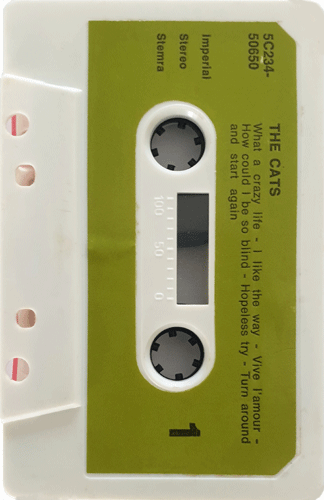 5C234-
50650
Imperial
Stereo
Stemra
THE CATS
What a crazy life - I like the way - Vive l'amour -
How could I be so blind - Hopeless try - Turn around
and start again
100 50 0
1